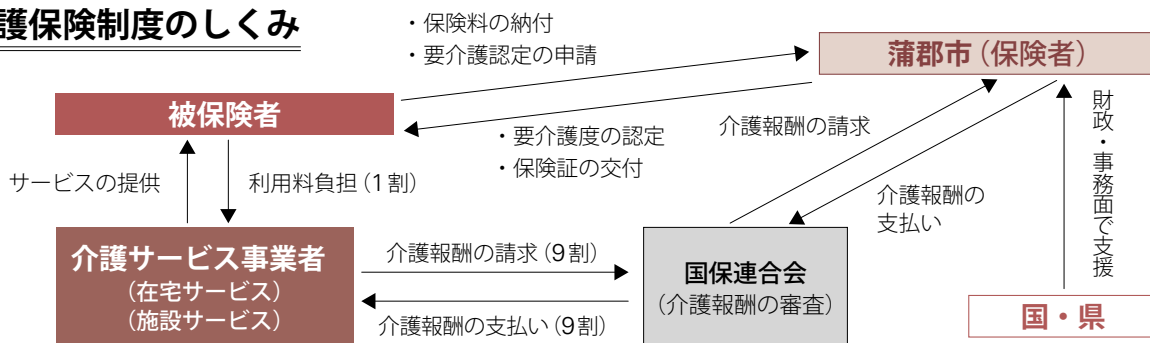 護保険制度のしくみ
・保険料の納付
・要介護認定の申請
蒲郡市（保険者）
被保険者
・要介護度の認定
・保険証の交付
介護報酬の請求
財政・事務面で支援
サービスの提供
利用料負担（1割）
介護報酬の
支払い
介護サービス事業者
（在宅サービス）
（施設サービス）
介護報酬の請求（9割）
介護報酬の支払い（9割）
国保連合会
（介護報酬の審査）
国・県